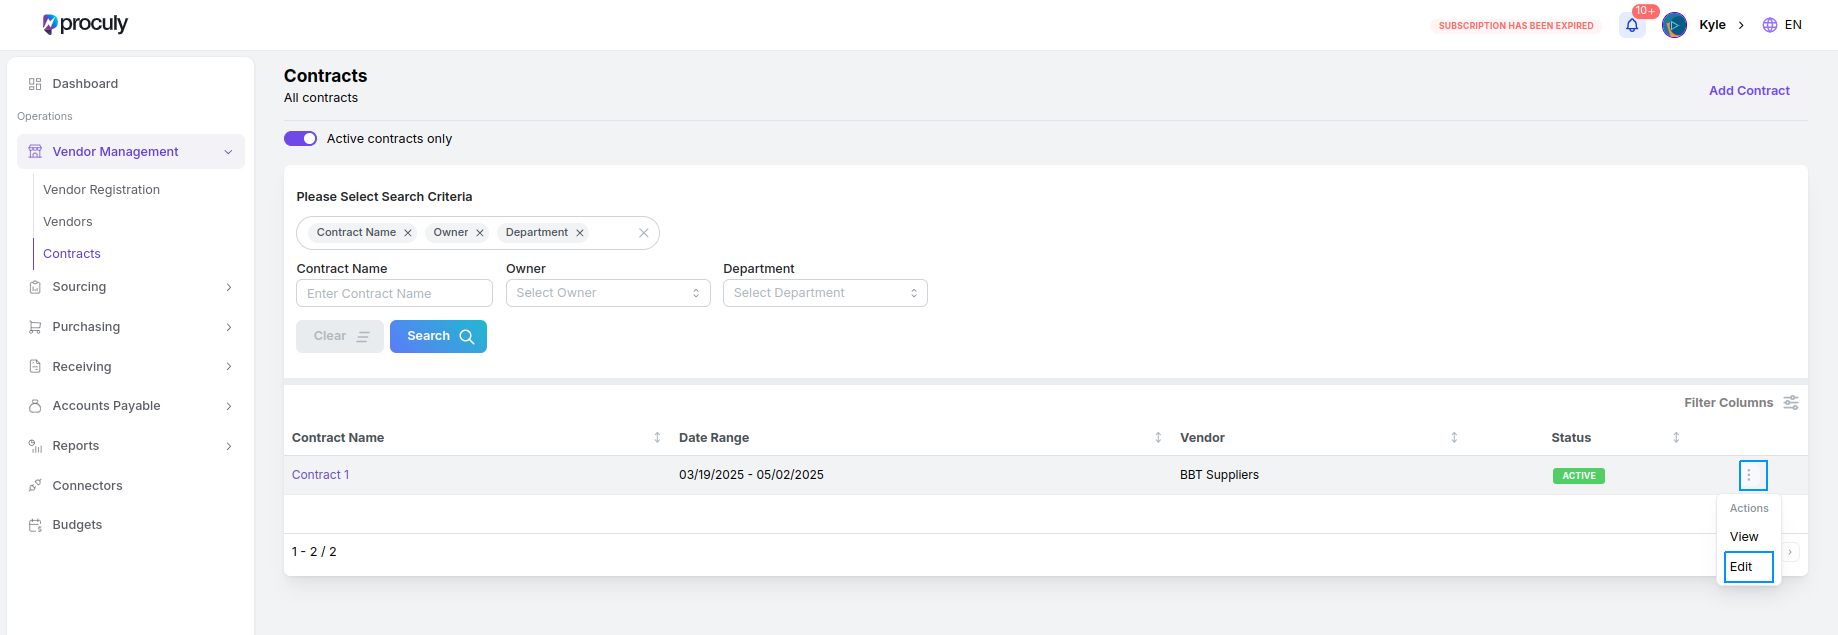 proculy
SUBSCRIPTION HAS BEEN EXPIRED
10+
Kyle
EN
Dashboard
Operations
Vendor Management
Vendor Registration
Vendors
Contracts
Sourcing
Purchasing
Receiving
Accounts Payable
Reports
Connectors
Budgets
Contracts
All contracts
Add Contract
Active contracts only
Please Select Search Criteria
Contract Name Owner Department
Contract Name Owner Department
Enter Contract Name Select Owner Select Department
Clear Search
Filter Columns
Contract Name Date Range Vendor Status
Contract 1 03/19/2025 - 05/02/2025 BBT Suppliers ACTIVE
Actions
View
Edit
1 - 2 / 2